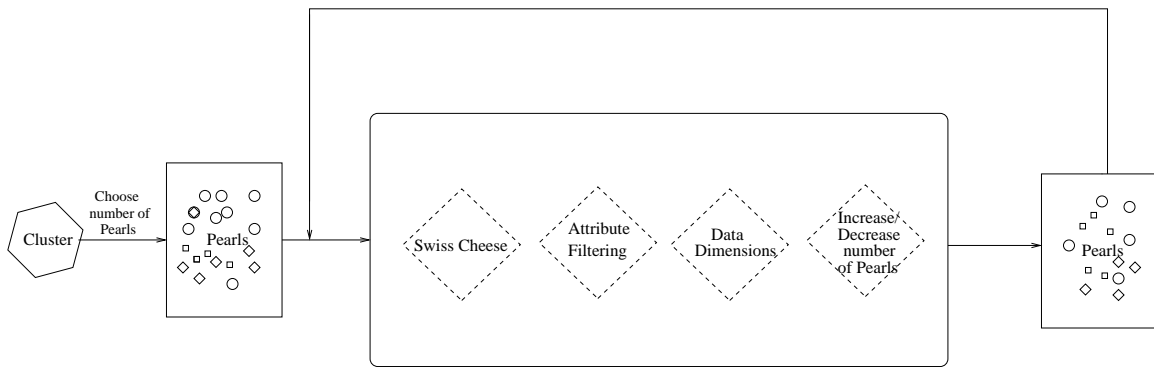 Cluster
Choose
number of
Pearls
Pearls
Swiss Cheese
Attribute
Filtering
Data
Dimensions
Increase/
Decrease
number
of Pearls
Pearls